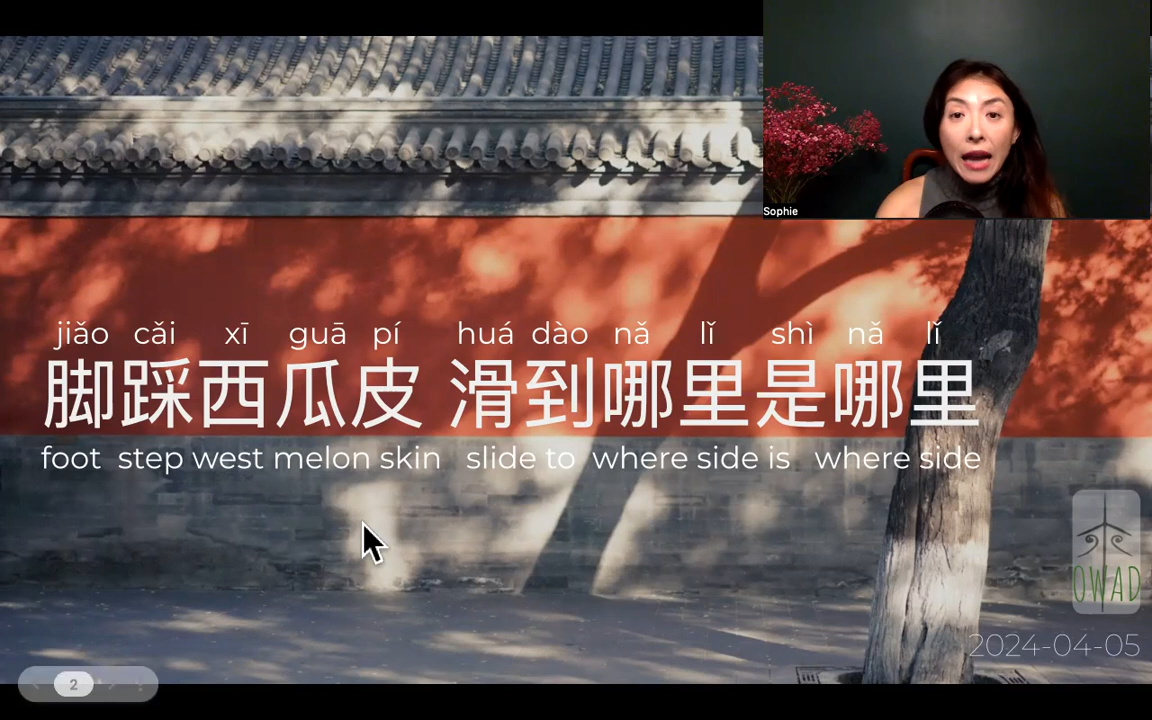 Sophie
jiǎo cǎi xī guā pí huá dào nǎ lǐ shì nǎ lǐ
脚踩西瓜皮 滑到哪里是哪里
foot step west melon skin slide to where side is where side
OWAD
2024-04-05
2